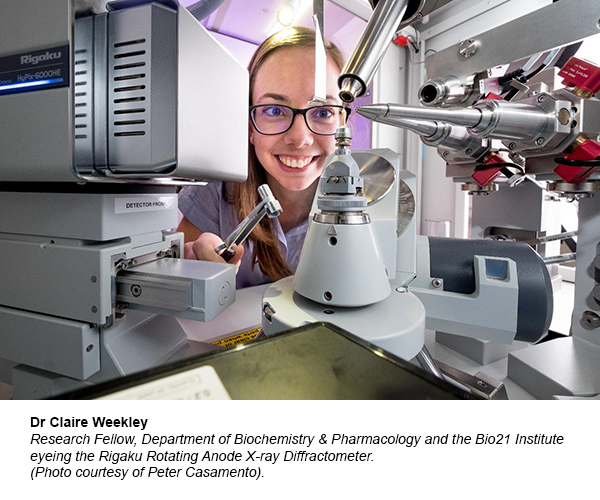 Rigaku
HyPix-6000HE
DETECTOR FRONT
Dr Claire Weekley
Research Fellow, Department of Biochemistry & Pharmacology and the Bio21 Institute
eyeing the Rigaku Rotating Anode X-ray Diffractometer.
(Photo courtesy of Peter Casamento).